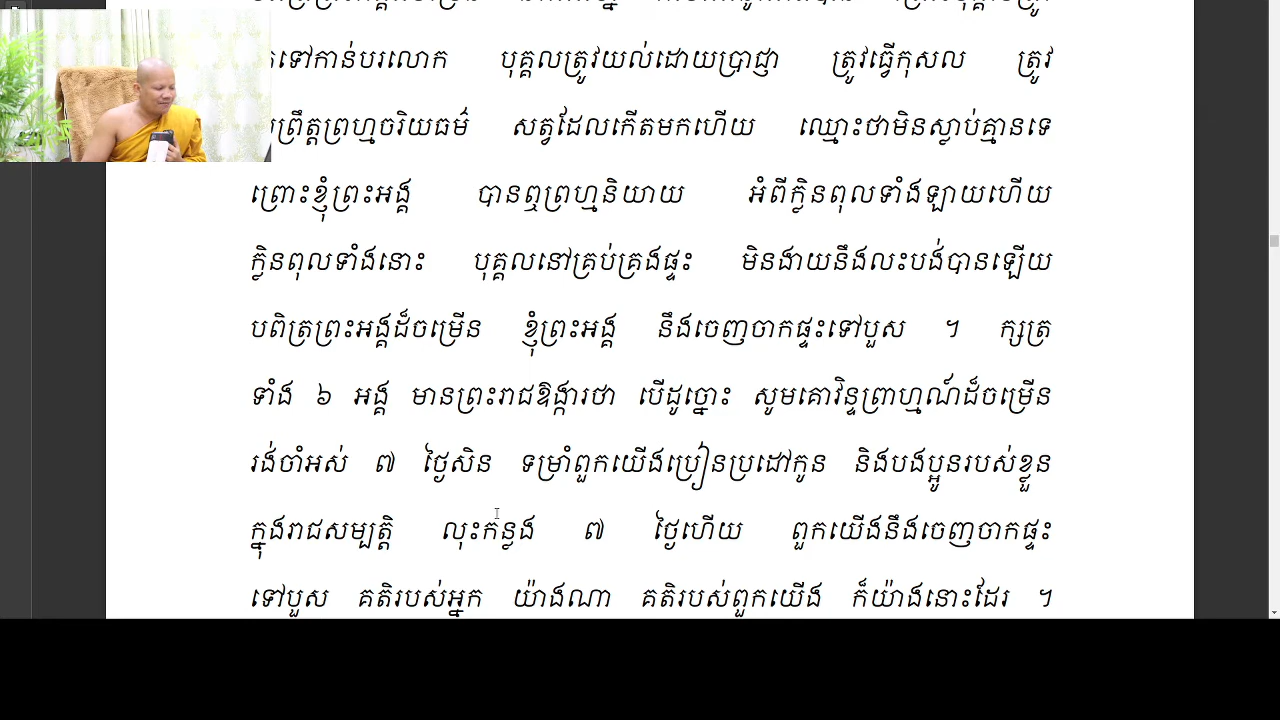 ទៅកាន់បរលោក បុគ្គលត្រូវយល់ដោយប្រាជ្ញា ត្រូវធ្វើកុសល ត្រូវ
ព្រឹត្តព្រហ្មចរិយធម៌ សត្វដែលកើតមកហើយ ឈ្មោះថាមិនស្លាប់គ្មានទេ
ព្រោះខ្ញុំព្រះអង្គ បានឮព្រហ្មនិយាយ អំពីក្លិនពុលទាំងឡាយហើយ
ក្លិនពុលទាំងនោះ បុគ្គលនៅគ្រប់គ្រងផ្ទះ មិនងាយនឹងលះបង់បានឡើយ
បពិត្រព្រះអង្គដ៏ចម្រើន ខ្ញុំព្រះអង្គ នឹងចេញចាកផ្ទះទៅបួស ។ ក្សត្រ
ទាំង ៦ អង្គ មានព្រះរាជឱង្ការថា បើដូច្នោះ សូមគោវិន្ទព្រាហ្មណ៍ដ៏ចម្រើន
រង់ចាំអស់ ៧ ថ្ងៃសិន ទម្រាំពួកយើងប្រៀនប្រដៅកូន និងបងប្អូនរបស់ខ្លួន
ក្នុងរាជសម្បត្តិ លុះកន្លង ៧ ថ្ងៃហើយ ពួកយើងនឹងចេញចាកផ្ទះ
ទៅបួស គតិរបស់អ្នក យ៉ាងណា គតិរបស់ពួកយើង ក៏យ៉ាងនោះដែរ ។